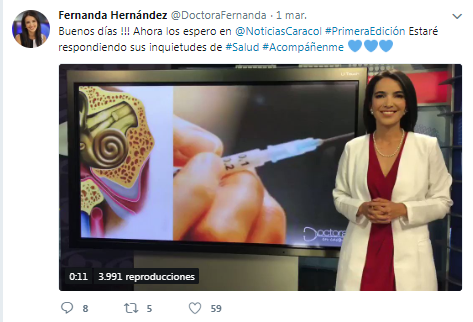 Fernanda Hernández @DoctoraFernanda · 1 mar.
Buenos días !!! Ahora los espero en @NoticiasCaracol #PrimeraEdición Estaré
respondiendo sus inquietudes de #Salud #Acompáñenme 💙💙💙
Doctora
0:11 3.991 reproducciones
8 5 59